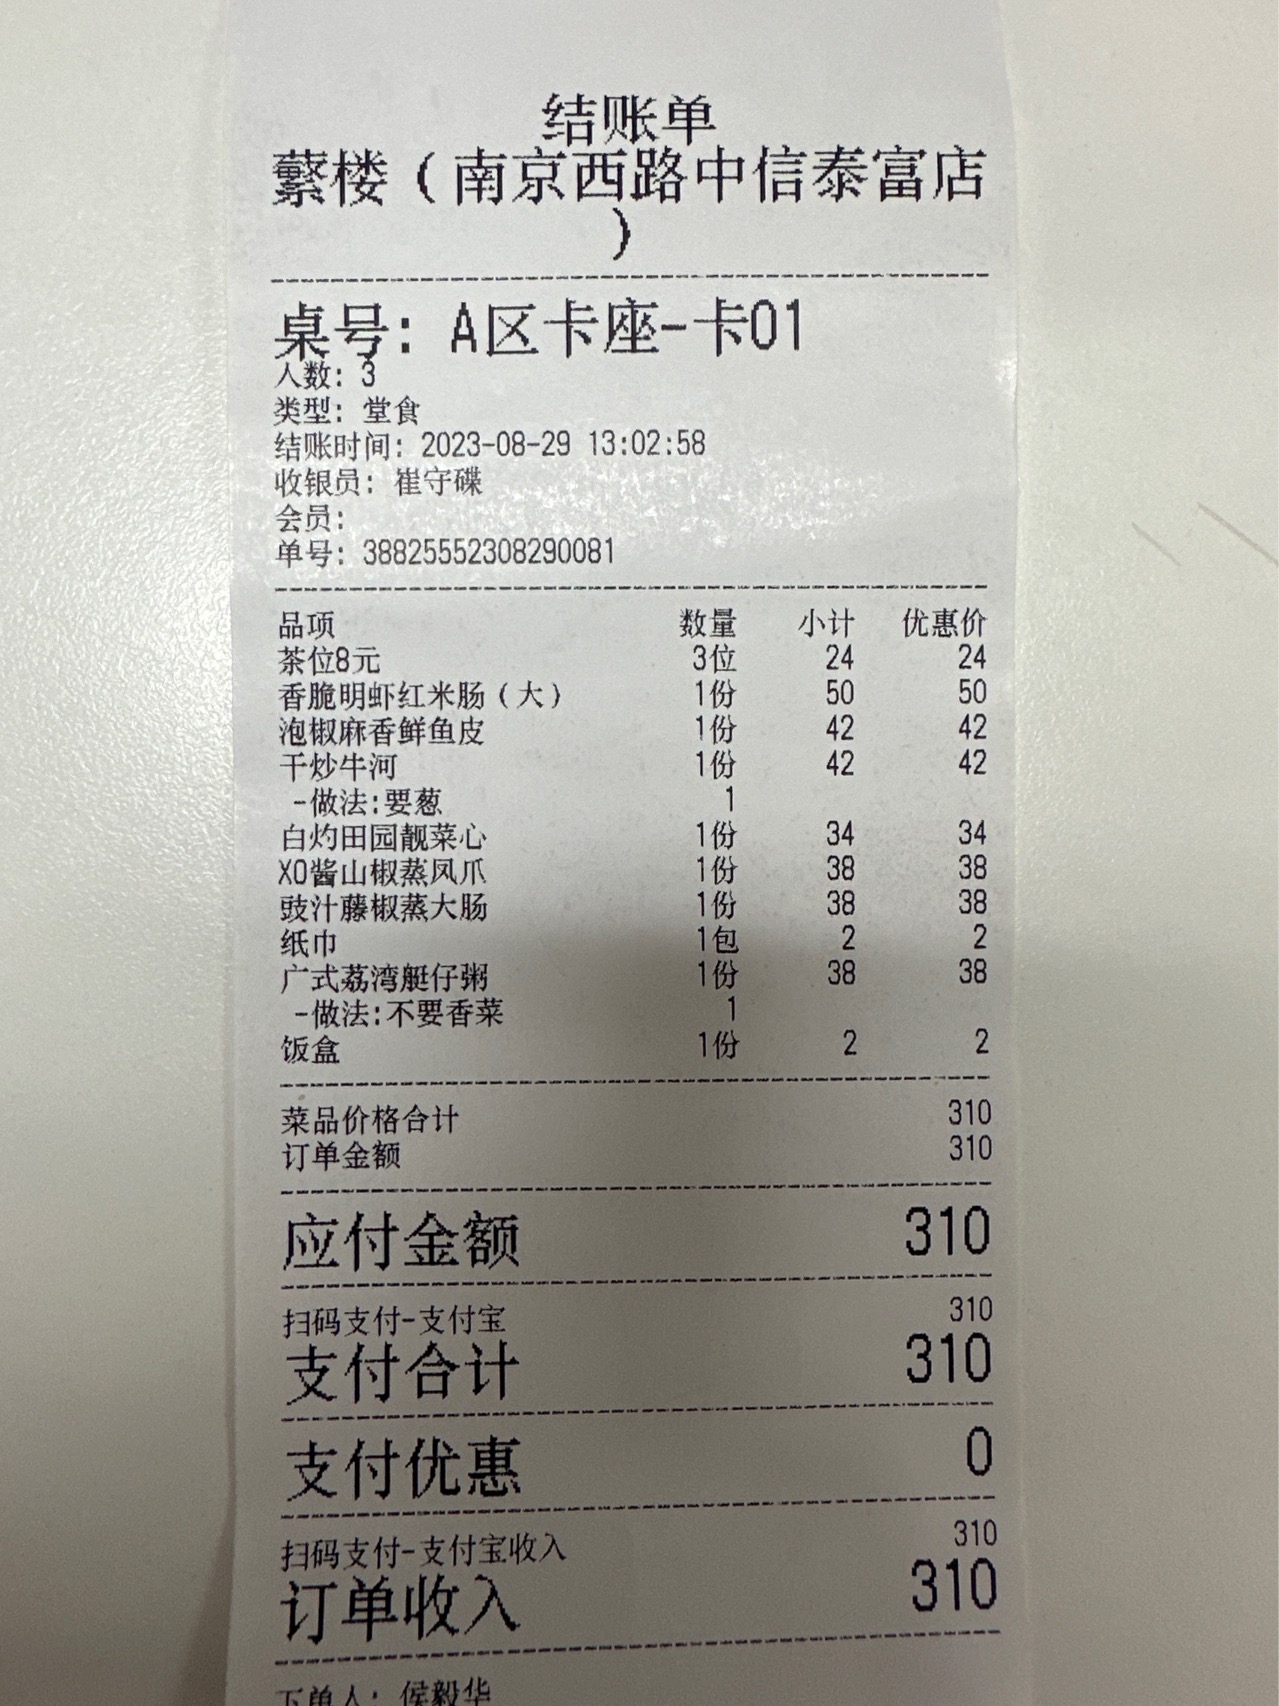 结账单
蘩楼（南京西路中信泰富店
）
桌号: A区卡座-卡01
人数: 3
类型: 堂食
结账时间: 2023-08-29 13:02:58
收银员: 崔守碟
会员:
单号: 38825552308290081
品项 数量 小计 优惠价
茶位8元 3位 24 24
香脆明虾红米肠（大） 1份 50 50
泡椒麻香鲜鱼皮 1份 42 42
干炒牛河 1份 42 42
-做法:要葱 1
白灼田园靓菜心 1份 34 34
XO酱山椒蒸凤爪 1份 38 38
豉汁藤椒蒸大肠 1份 38 38
纸巾 1包 2 2
广式荔湾艇仔粥 1份 38 38
-做法:不要香菜 1
饭盒 1份 2 2
菜品价格合计 310
订单金额 310
应付金额 310
扫码支付-支付宝 310
支付合计 310
支付优惠 0
扫码支付-支付宝收入 310
订单收入 310
下单人: 侯毅华